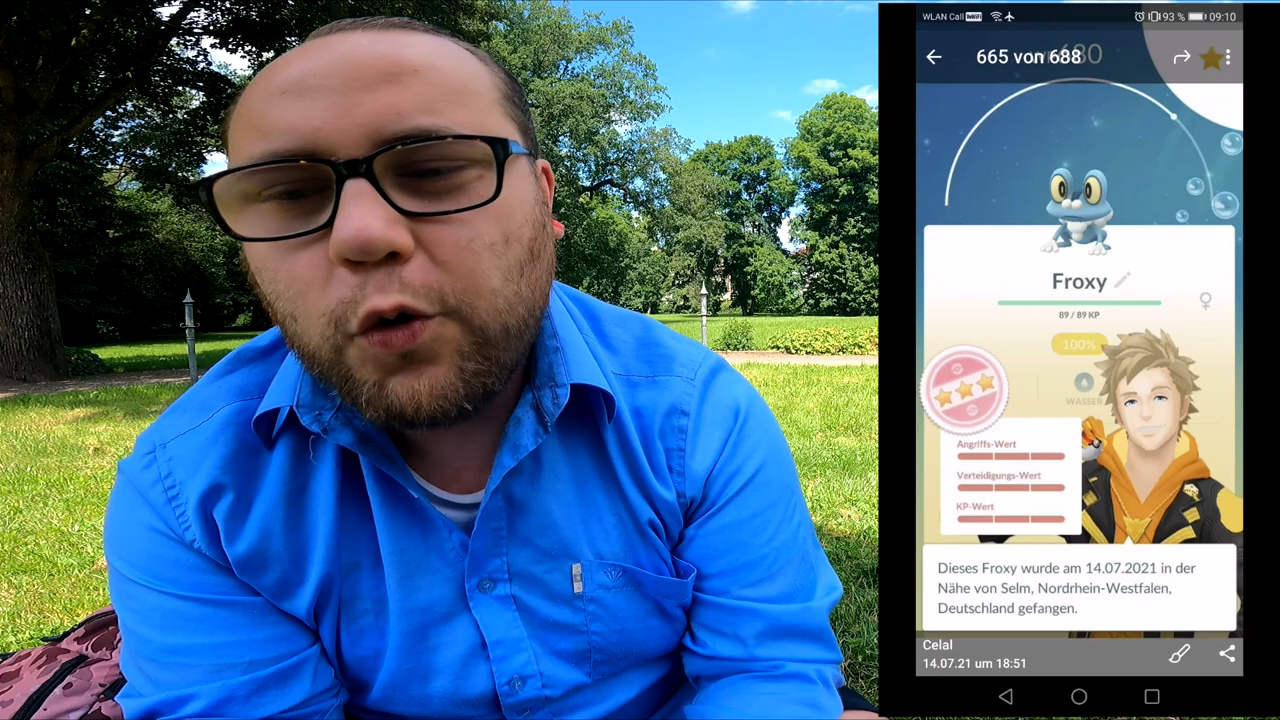 WLAN Call
93 %
09:10
665 von 688
680
Froxy
89 / 89 KP
100%
WASSER
Angriffs-Wert
Verteidigungs-Wert
KP-Wert
Dieses Froxy wurde am 14.07.2021 in der
Nähe von Selm, Nordrhein-Westfalen,
Deutschland gefangen.
Celal
14.07.21 um 18:51